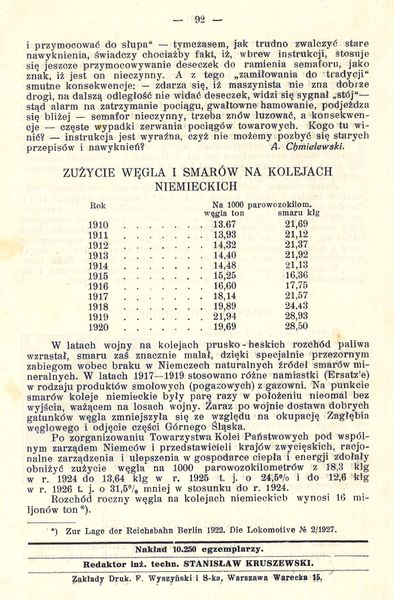 — 92 —
i przymocować do słupa“ — tymczasem, jak trudno zwalczyć stare
nawyknienia, świadczy chociażby fakt, iż, wbrew instrukcji, stosuje
się jeszcze przymocowywanie deseczek do ramienia semaforu, jako
znak, iż jest on nieczynny. A z tego „zamiłowania do tradycji“
smutne konsekwencje: — zdarza się, iż maszynista nie zna dobrze
drogi, na dalszą odległość nie widać deseczek, widzi się sygnał „stój“—
stąd alarm na zatrzymanie pociągu, gwałtowne hamowanie, podjeżdża
się bliżej — semafor nieczynny, trzeba znów luzować, a konsekwen-
cje — częste wypadki zerwania pociągów towarowych. Kogo tu wi-
nić? — instrukcja jest wyraźna, czyż nie możemy pozbyć się starych
przepisów i nawyknień? A. Chmielewski.
ZUŻYCIE WĘGLA I SMARÓW NA KOLEJACH
NIEMIECKICH
Rok Na 1000 parowozokilom.
węgla ton smaru klg
1910 . . . . . . . 13.67 21,69
1911 . . . . . . . 13,93 21,12
1912 . . . . . . . 14,32 21,37
1913 . . . . . . . 14,40 21,92
1914 . . . . . . . 14,48 21,13
1915 . . . . . . . 15,25 16,36
1916 . . . . . . . 16,60 17,75
1917 . . . . . . . 18,14 21,57
1918 . . . . . . . 19,89 24,43
1919 . . . . . . . 21,94 28,93
1920 . . . . . . . 19,69 28,50
W latach wojny na kolejach prusko-heskich rozchód paliwa
wzrastał, smaru zaś znacznie malał, dzięki specjalnie przezornym
zabiegom wobec braku w Niemczech naturalnych źródeł smarów mi-
neralnych. W latach 1917—1919 stosowano różne namiastki (Ersatz'e)
w rodzaju produktów smołowych (pogazowych) z gazowni. Na punkcie
smarów koleje niemieckie były parę razy w położeniu nieomal bez
wyjścia, ważącem na losach wojny. Zaraz po wojnie dostawa dobrych
gatunków węgla zmniejszyła się ze względu na okupację Zagłębia
węglowego i odjęcie części Górnego Śląska.
Po zorganizowaniu Towarzystwa Kolei Państwowych pod wspól-
nym zarządem Niemców i przedstawicieli krajów zwycięskich, racjo-
nalne zarządzenia i ulepszenia w gospodarce ciepła i energji zdołały
obniżyć zużycie węgla na 1000 parowozokilometrów z 18,3 klg
w r. 1924 do 13,64 klg w r. 1925 t. j. o 24,5% i do 12,6 klg
w r. 1926 t. j. o 31,5% mniej w stosunku do r. 1924.
Rozchód roczny węgla na kolejach niemieckich wynosi 16 mi-
ljonów ton *).
*) Zur Lage der Reichsbahn Berlin 1922. Die Lokomotive № 2/1927.
Nakład 10.250 egzemplarzy.
Redaktor inż. techn. STANISŁAW KRUSZEWSKI.
Zakłady Druk. F. Wyszyński i S-ka, Warszawa Warecka 15,